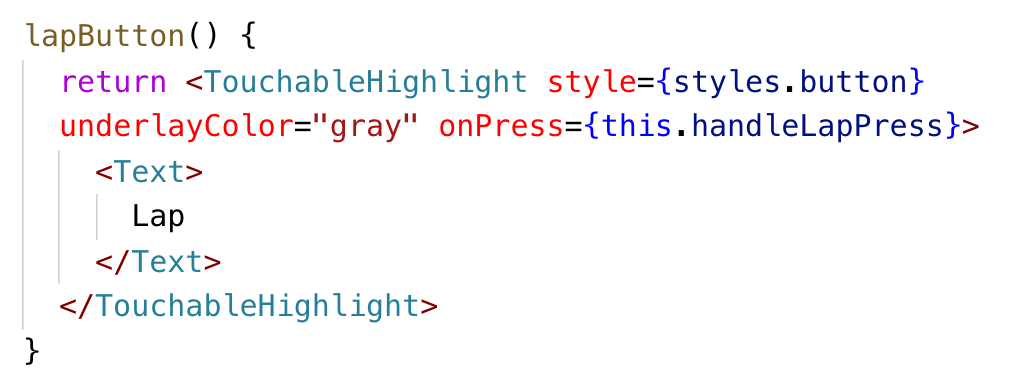 lapButton() {
return <TouchableHighlight style={styles.button}
underlayColor="gray" onPress={this.handleLapPress}>
<Text>
Lap
</Text>
</TouchableHighlight>
}